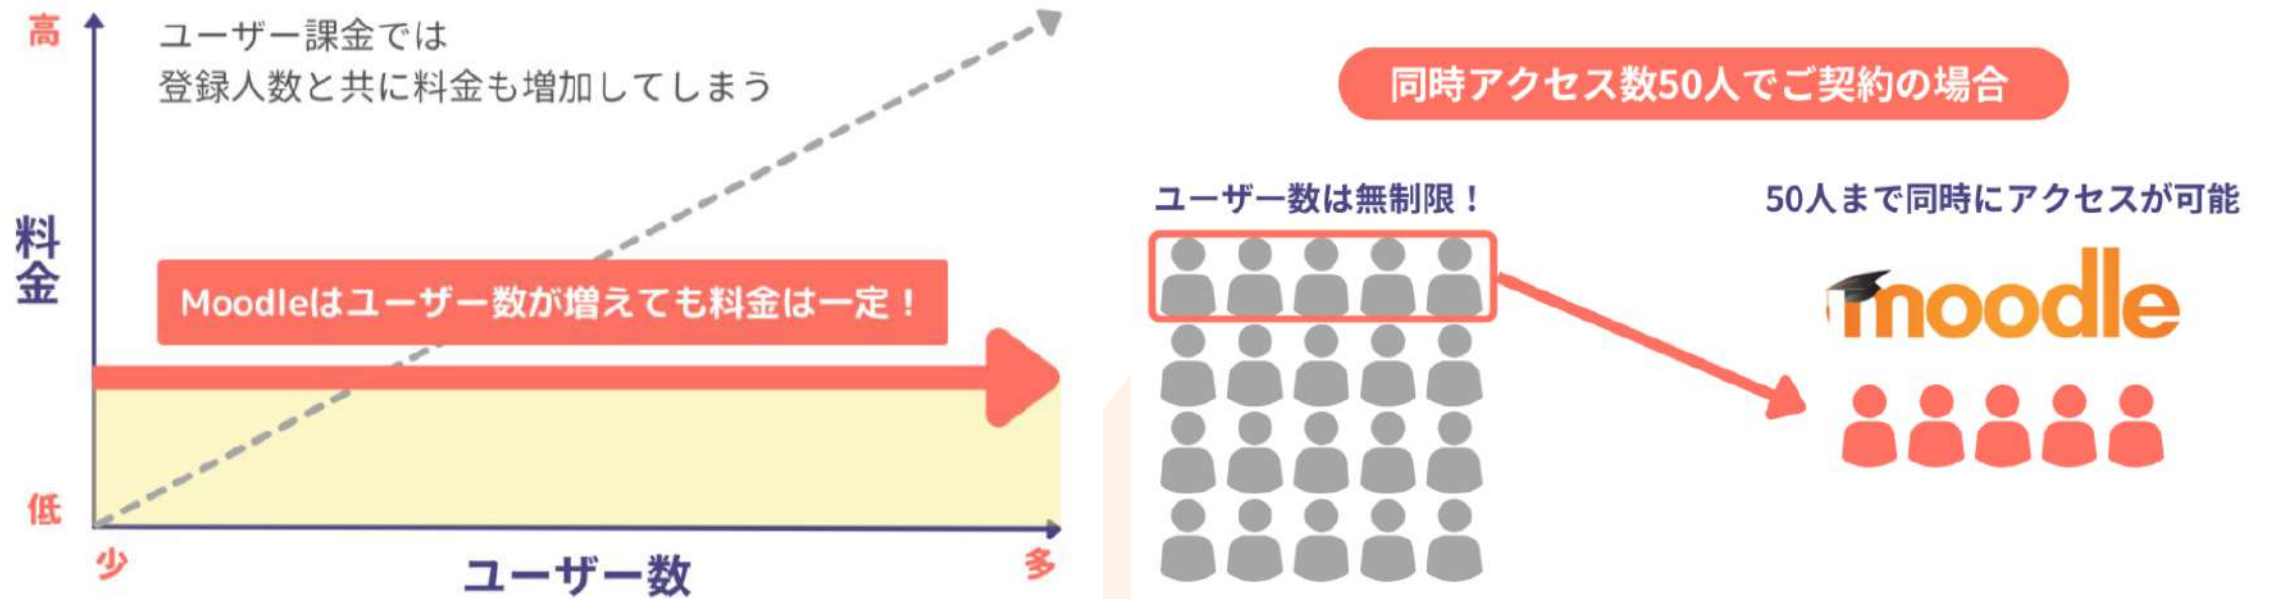 高
ユーザー課金では
登録人数と共に料金も増加してしまう
料金
Moodleはユーザー数が増えても料金は一定！
低
少
ユーザー数
多
同時アクセス数50人でご契約の場合
ユーザー数は無制限！
50人まで同時にアクセスが可能
moodle